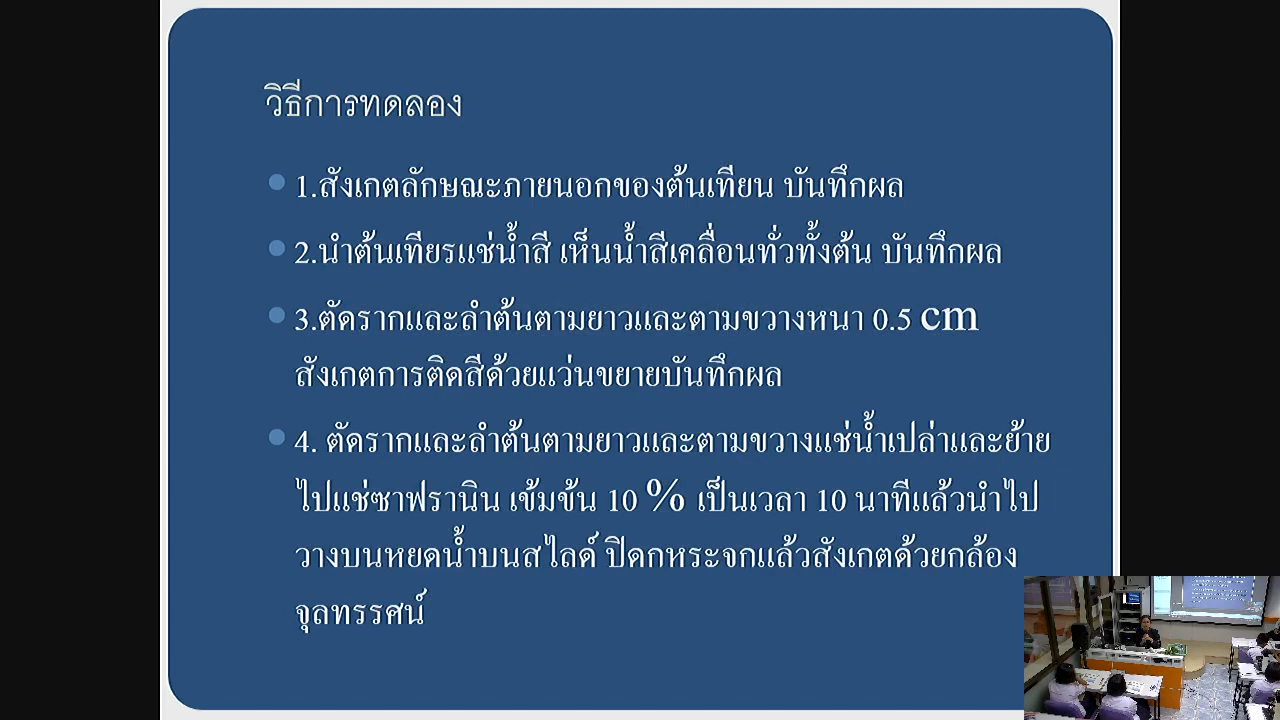 วิธีการทดลอง
1.สังเกตลักษณะภายนอกของต้นเทียน บันทึกผล
2.นำต้นเทียรแช่น้ำสี เห็นน้ำสีเคลื่อนทั่วทั้งต้น บันทึกผล
3.ตัดรากและลำต้นตามยาวและตามขวางหนา 0.5 cm
สังเกตการติดสีด้วยแว่นขยายบันทึกผล
4. ตัดรากและลำต้นตามยาวและตามขวางแช่น้ำเปล่าและย้าย
ไปแช่ซาฟรานิน เข้มข้น 10 % เป็นเวลา 10 นาทีแล้วนำไป
วางบนหยดน้ำบนสไลด์ ปิดกหระจกแล้วสังเกตด้วยกล้อง
จุลทรรศน์